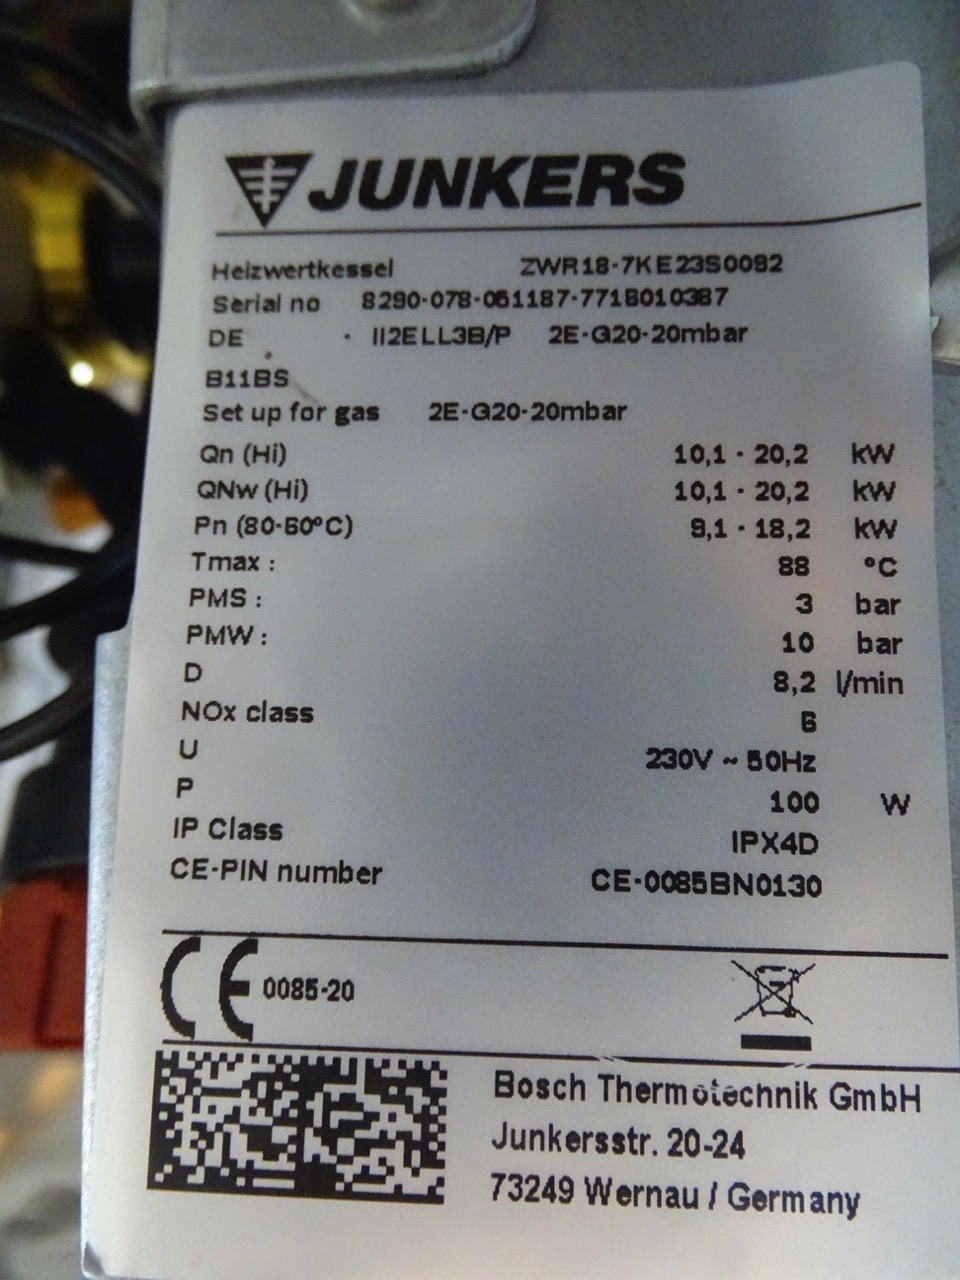 JUNKERS
Heizwertkessel ZWR18-7KE23S0092
Serial no 8290-078-051187-7716010387
DE · II2ELL3B/P 2E-G20-20mbar
B11BS
Set up for gas 2E-G20-20mbar
Qn (Hi) 10,1 - 20,2 kW
QNw (Hi) 10,1 - 20,2 kW
Pn (80-60°C) 9,1 - 18,2 kW
Tmax : 88 °C
PMS : 3 bar
PMW : 10 bar
D 8,2 l/min
NOx class 6
U 230V ~ 50Hz
P 100 W
IP Class IPX4D
CE-PIN number CE-0085BN0130
CE 0085-20
Bosch Thermotechnik GmbH
Junkersstr. 20-24
73249 Wernau / Germany